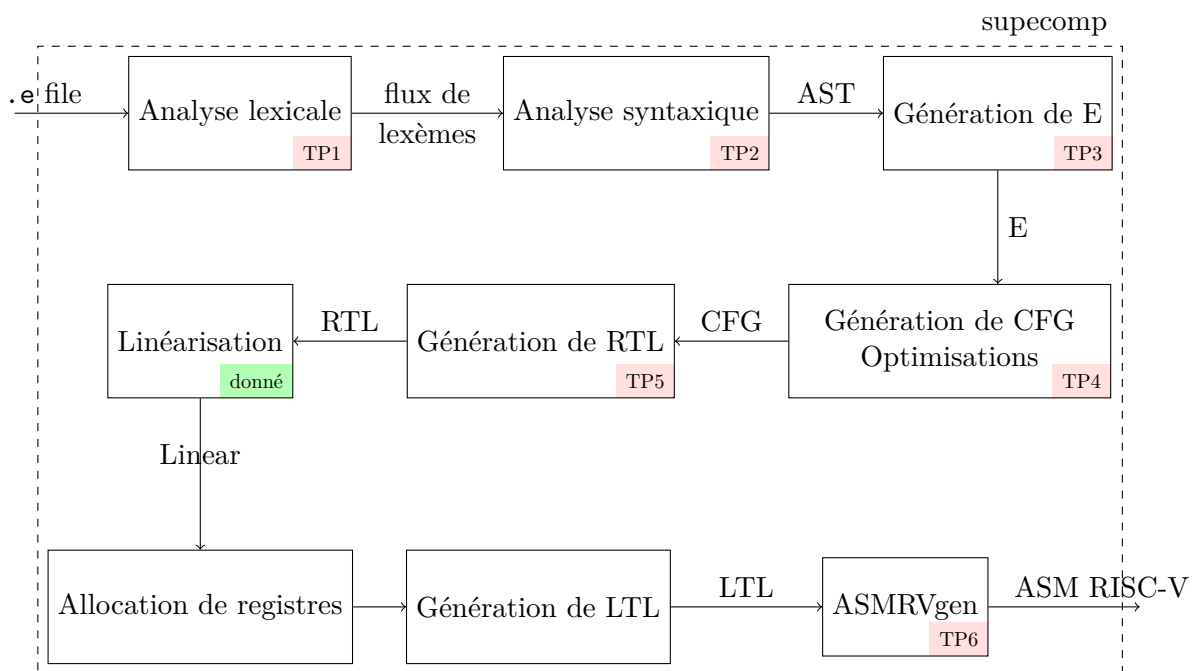 supecomp
.e file
Analyse lexicale
TP1
flux de
lexèmes
Analyse syntaxique
TP2
AST
Génération de E
TP3
E
Linéarisation
donné
RTL
Génération de RTL
TP5
CFG
Génération de CFG
Optimisations
TP4
Linear
Allocation de registres
Génération de LTL
LTL
ASMRVgen
TP6
ASM RISC-V